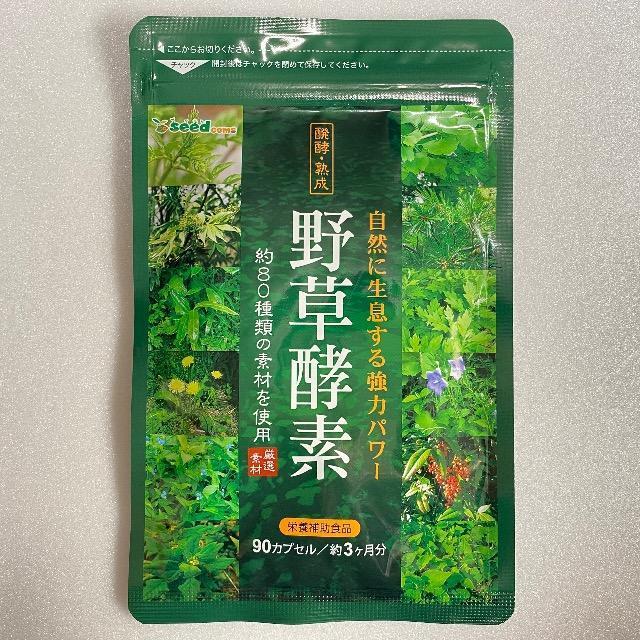 ここからお切りください。
チャック
開封後はチャックを閉めて保存してください。
seedcoms
醗酵・熟成
自然に生息する強力パワー
野草酵素
約80種類の素材を使用
厳選素材
栄養補助食品
90カプセル/約3ヶ月分